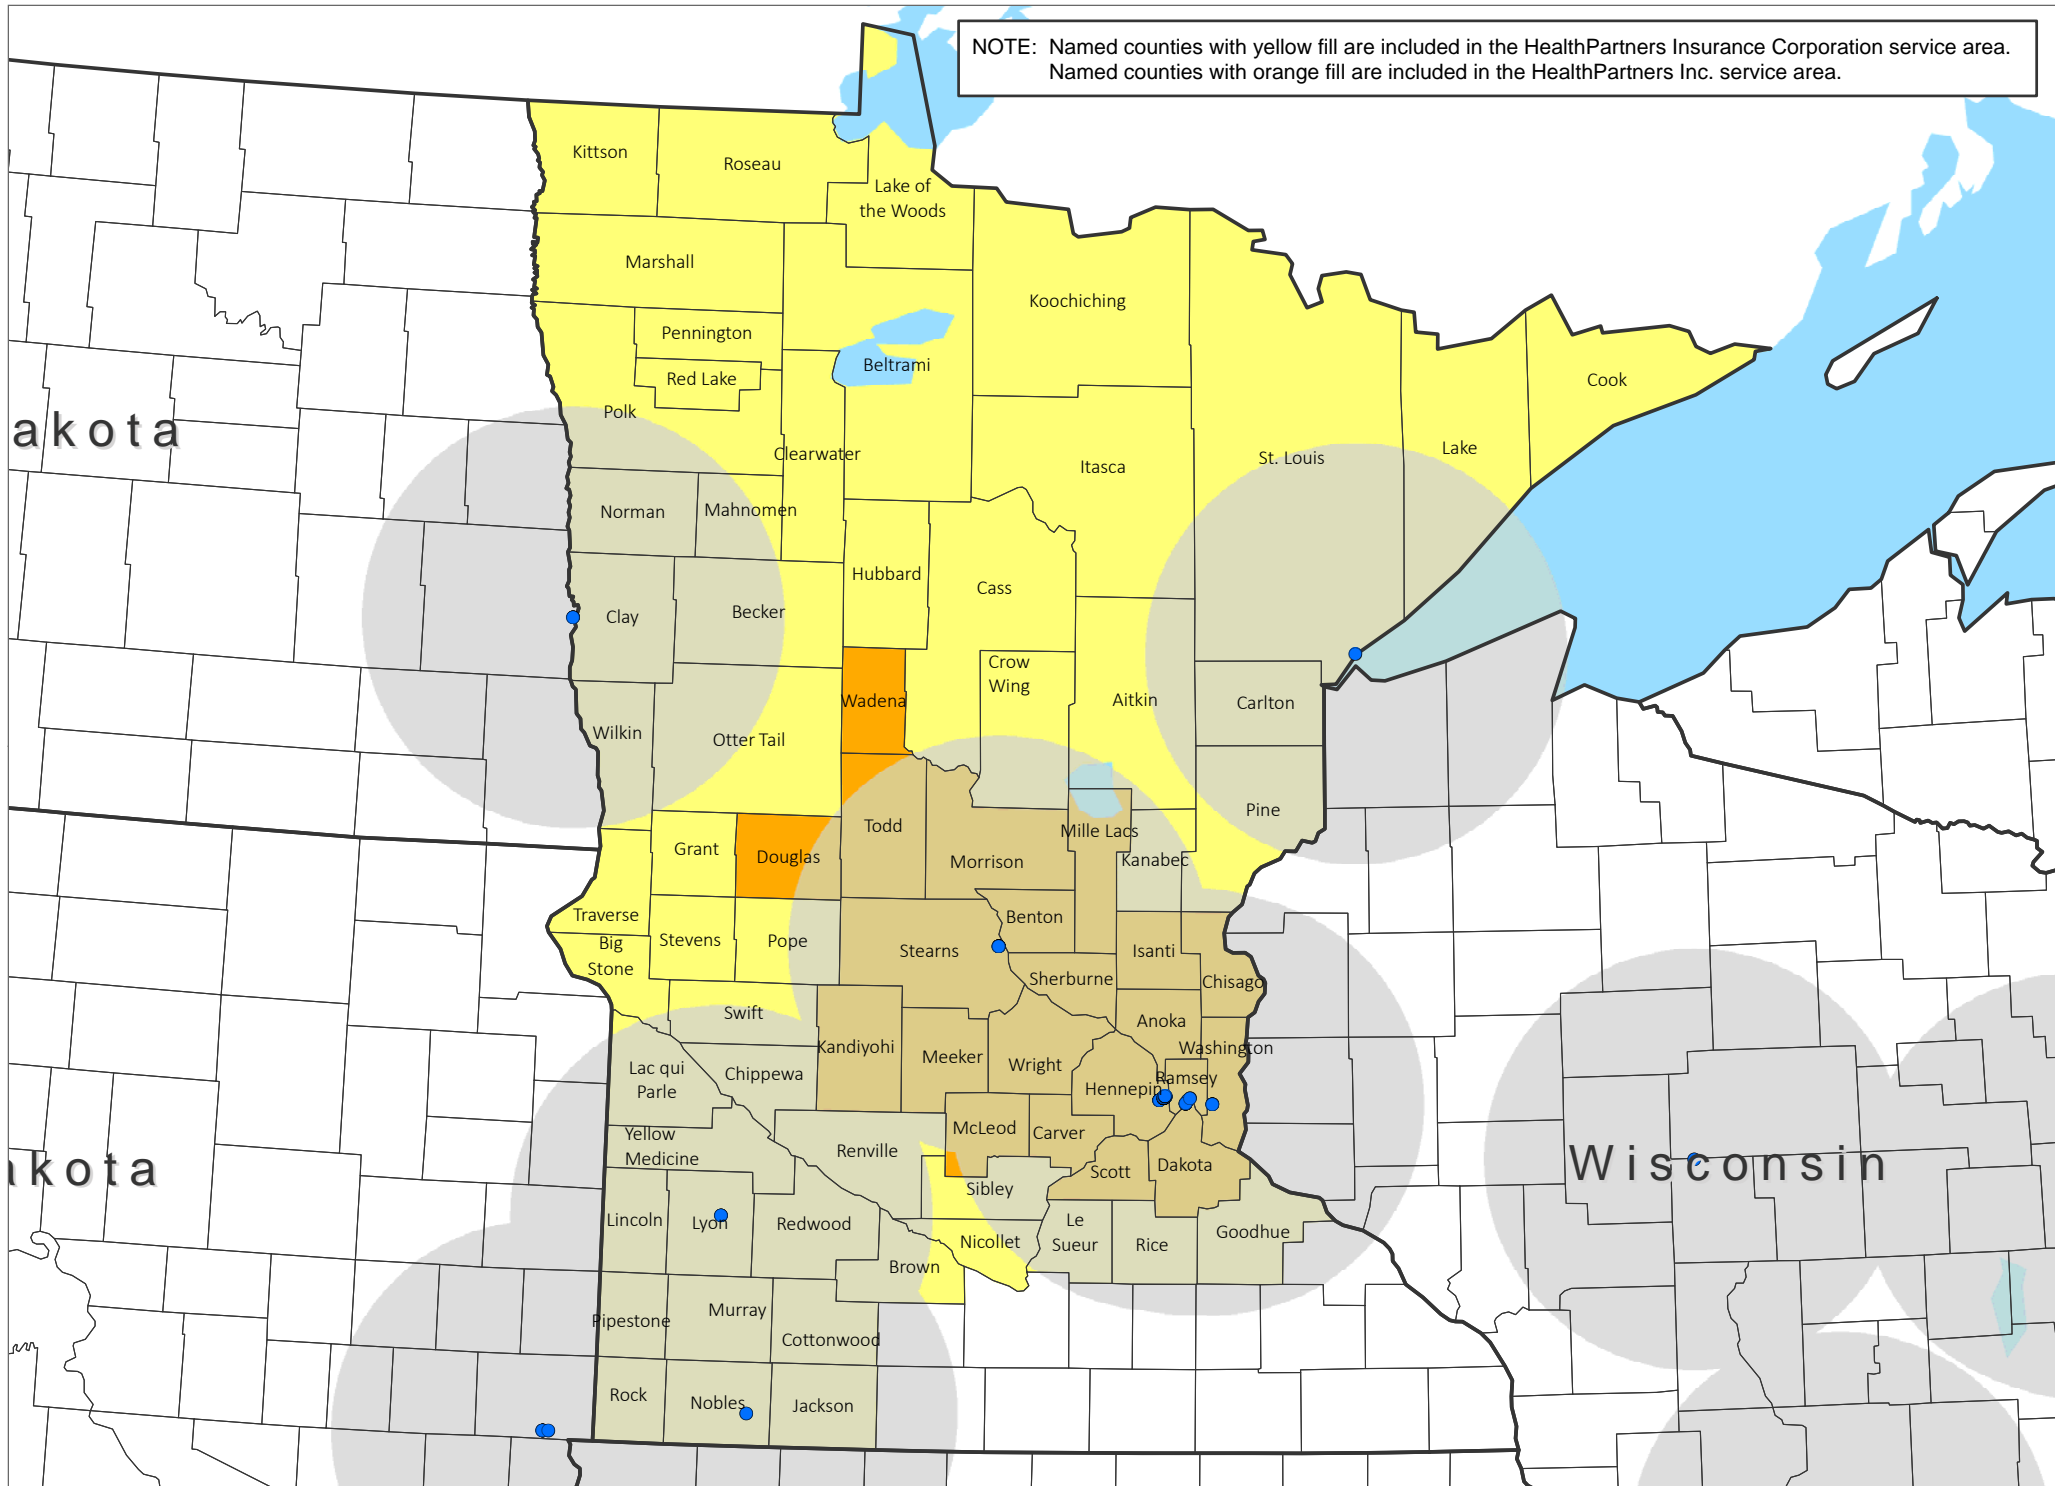 NOTE: Named counties with yellow fill are included in the HealthPartners Insurance Corporation service area.
Named counties with orange fill are included in the HealthPartners Inc. service area.
Kittson
Roseau
Lake of
the Woods
Marshall
Koochiching
Pennington
Beltrami
Red Lake
Cook
Polk
akota
Clearwater
Itasca
St. Louis
Lake
Norman
Mahnomen
Hubbard
Cass
Clay
Becker
Crow
Wing
Wadena
Aitkin
Carlton
Wilkin
Otter Tail
Pine
Todd
Mille Lacs
Grant
Douglas
Morrison
Kanabec
Traverse
Benton
Big
Stone
Stevens
Pope
Stearns
Isanti
Sherburne
Chisago
Swift
Anoka
Kandiyohi
Meeker
Wright
Washington
Lac qui
Parle
Chippewa
Ramsey
Hennepin
McLeod
Carver
Yellow
Medicine
Renville
Scott
Dakota
Wisconsin
akota
Sibley
Lincoln
Lyon
Redwood
Le
Sueur
Rice
Goodhue
Nicollet
Brown
Pipestone
Murray
Cottonwood
Rock
Nobles
Jackson